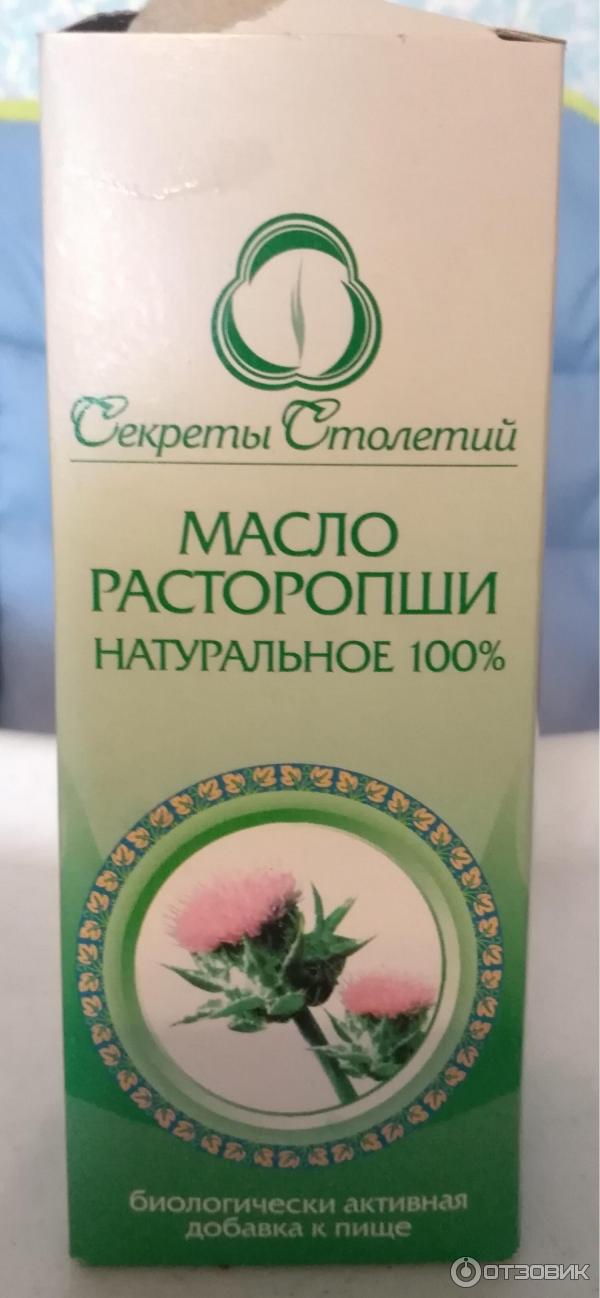 Секреты Столетий
МАСЛО
РАСТОРОПШИ
НАТУРАЛЬНОЕ 100%
биологически активная
добавка к пище
ОТЗОВИК